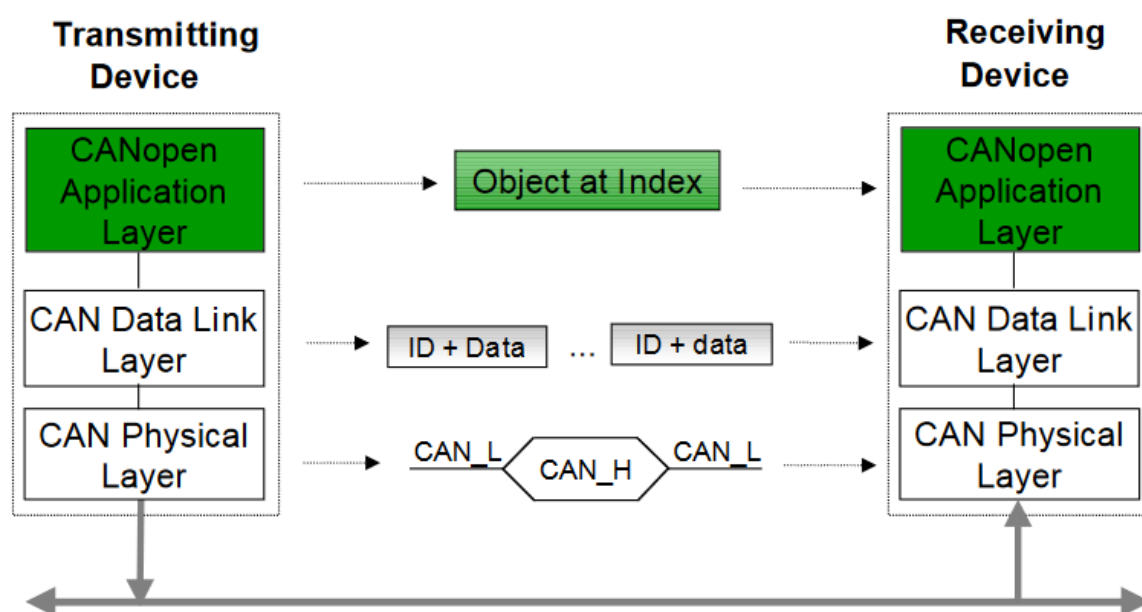 Transmitting
Device
Receiving
Device
CANopen
Application
Layer
Object at Index
CANopen
Application
Layer
CAN Data Link
Layer
ID + Data
...
ID + data
CAN Data Link
Layer
CAN Physical
Layer
CAN_L
CAN_H
CAN_L
CAN Physical
Layer